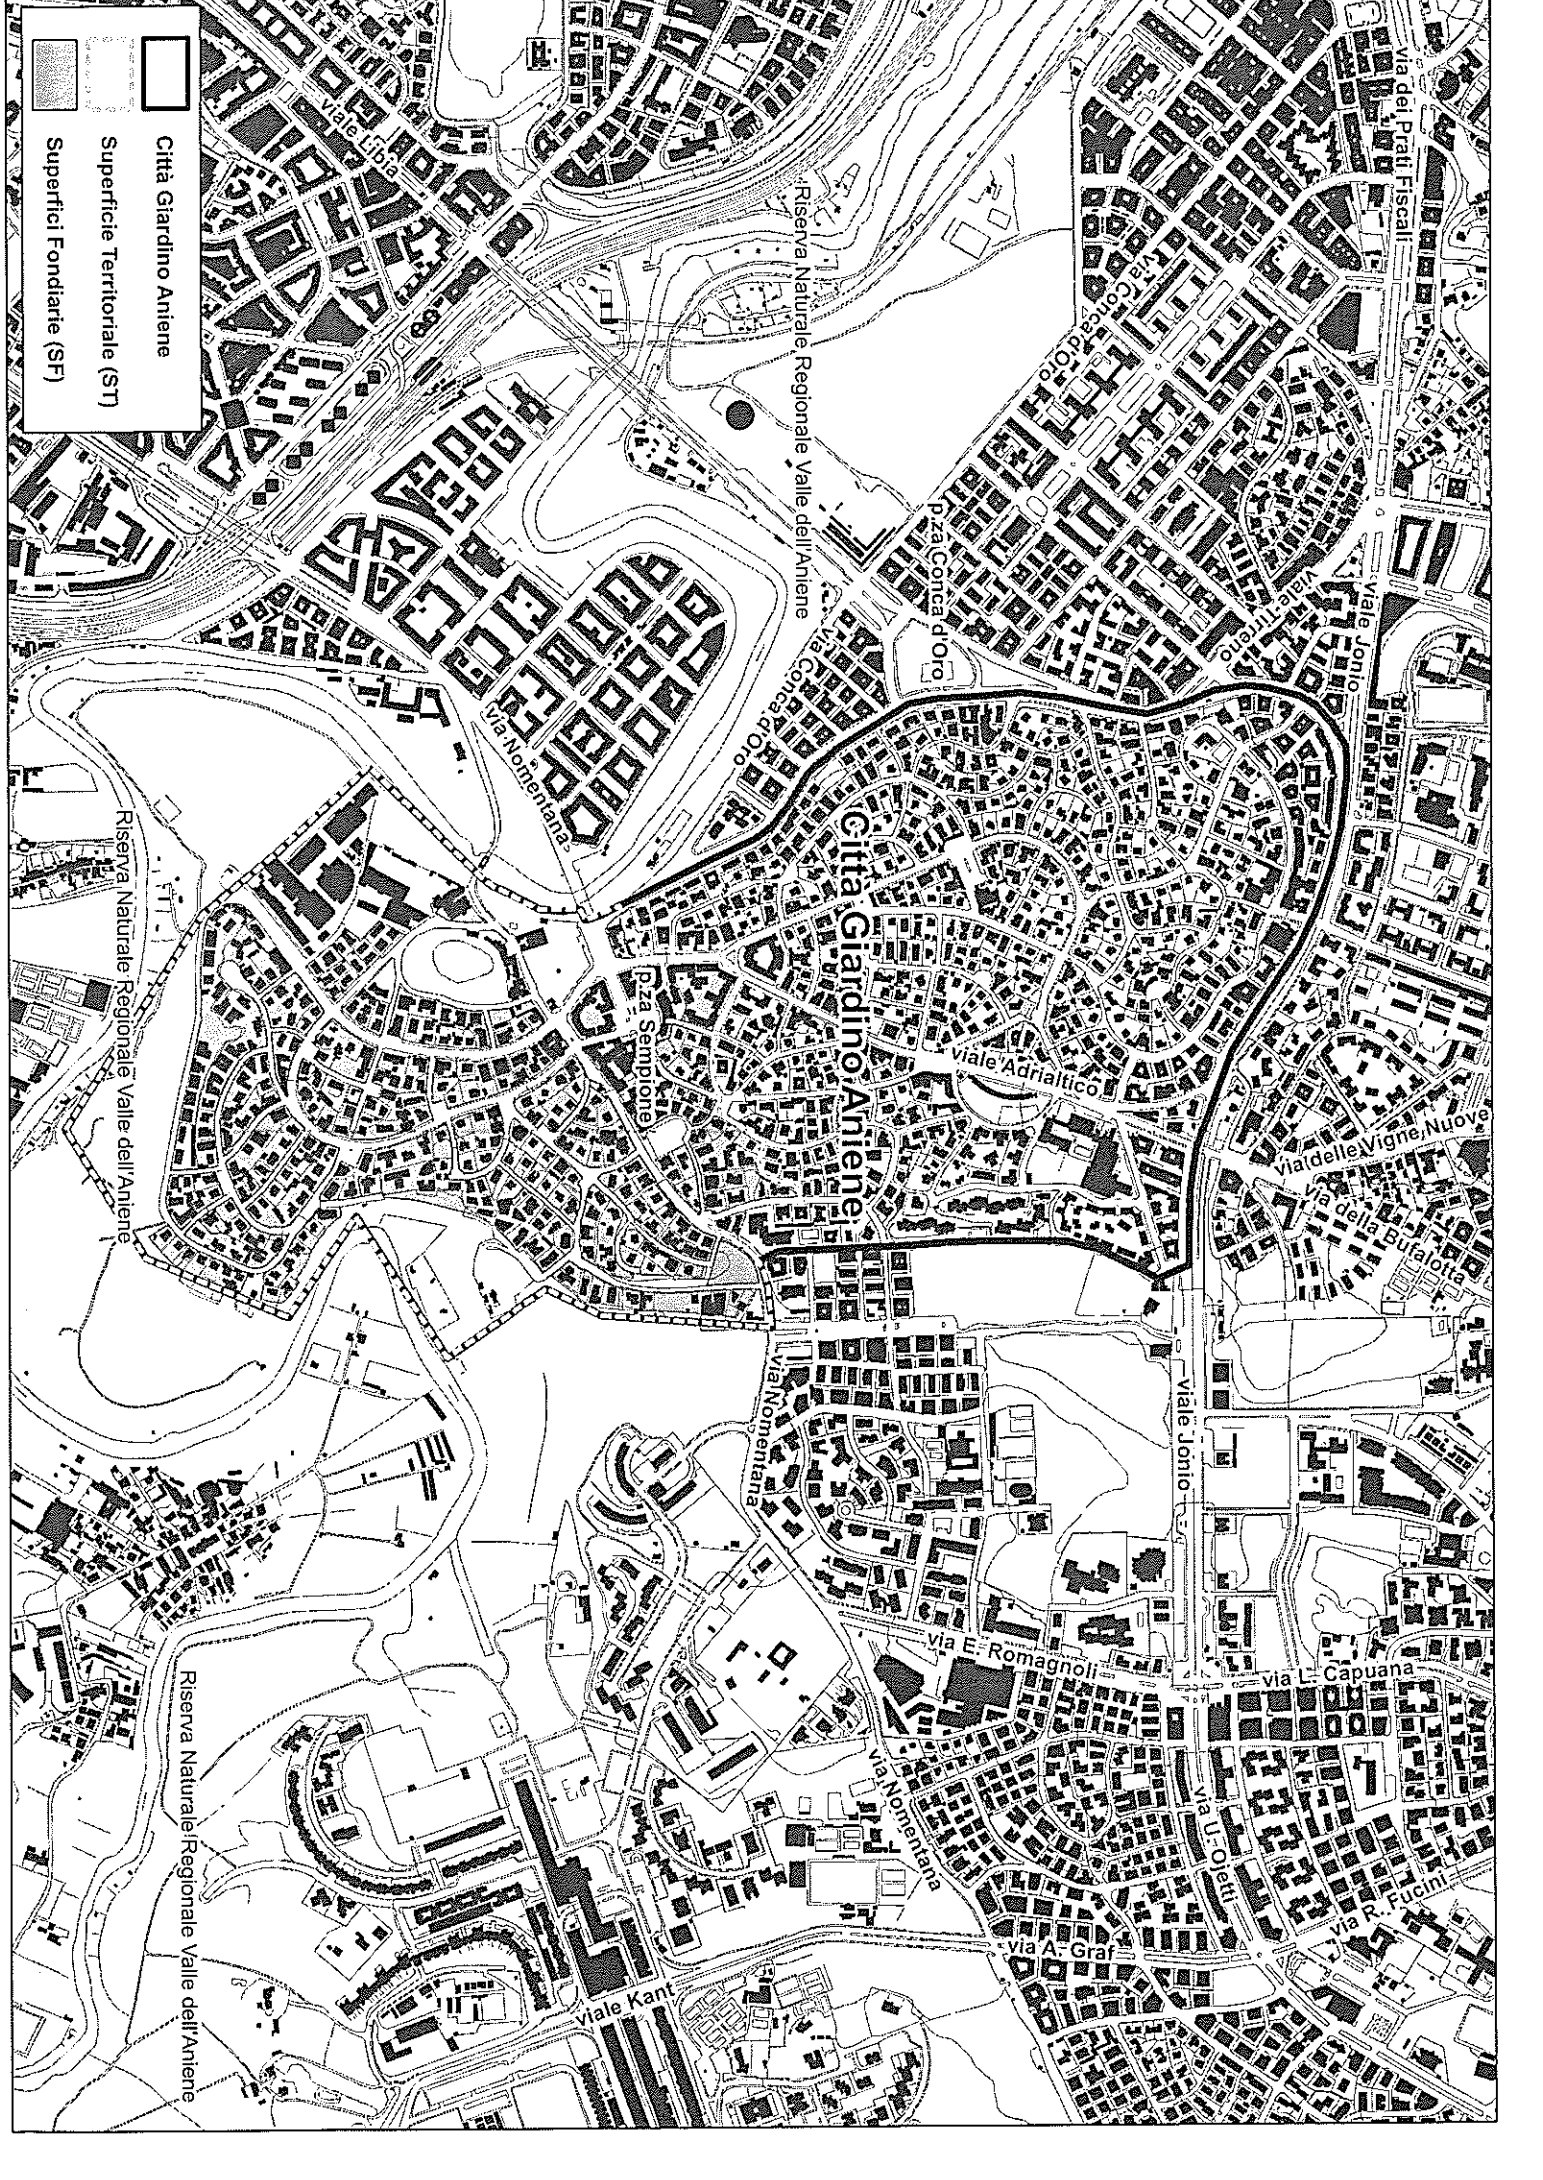 Città Giardino Aniene
Superficie Territoriale (ST)
Superfici Fondiarie (SF)
via dei Prati Fiscali
viale Libia
Riserva Naturale Regionale Valle dell'Aniene
via Conca d'Oro
p.za Conca d'Oro
viale Tirreno
viale Jonio
via Conca d'Oro
via Nomentana
Città Giardino Aniene
p.za Sempione
viale Adriatico
via delle Vigne Nuove
via della Bufalotta
Riserva Naturale Regionale Valle dell'Aniene
via Nomentana
viale Jonio
via E. Romagnoli
via L. Capuana
via Nomentana
via U. Ojetti
via R. Fucini
via A. Graf
viale Kant
Riserva Naturale Regionale Valle dell'Aniene